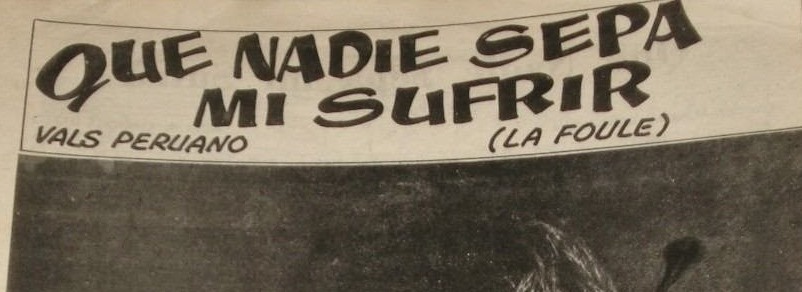 QUE NADIE SEPA
MI SUFRIR
VALS PERUANO (LA FOULE)